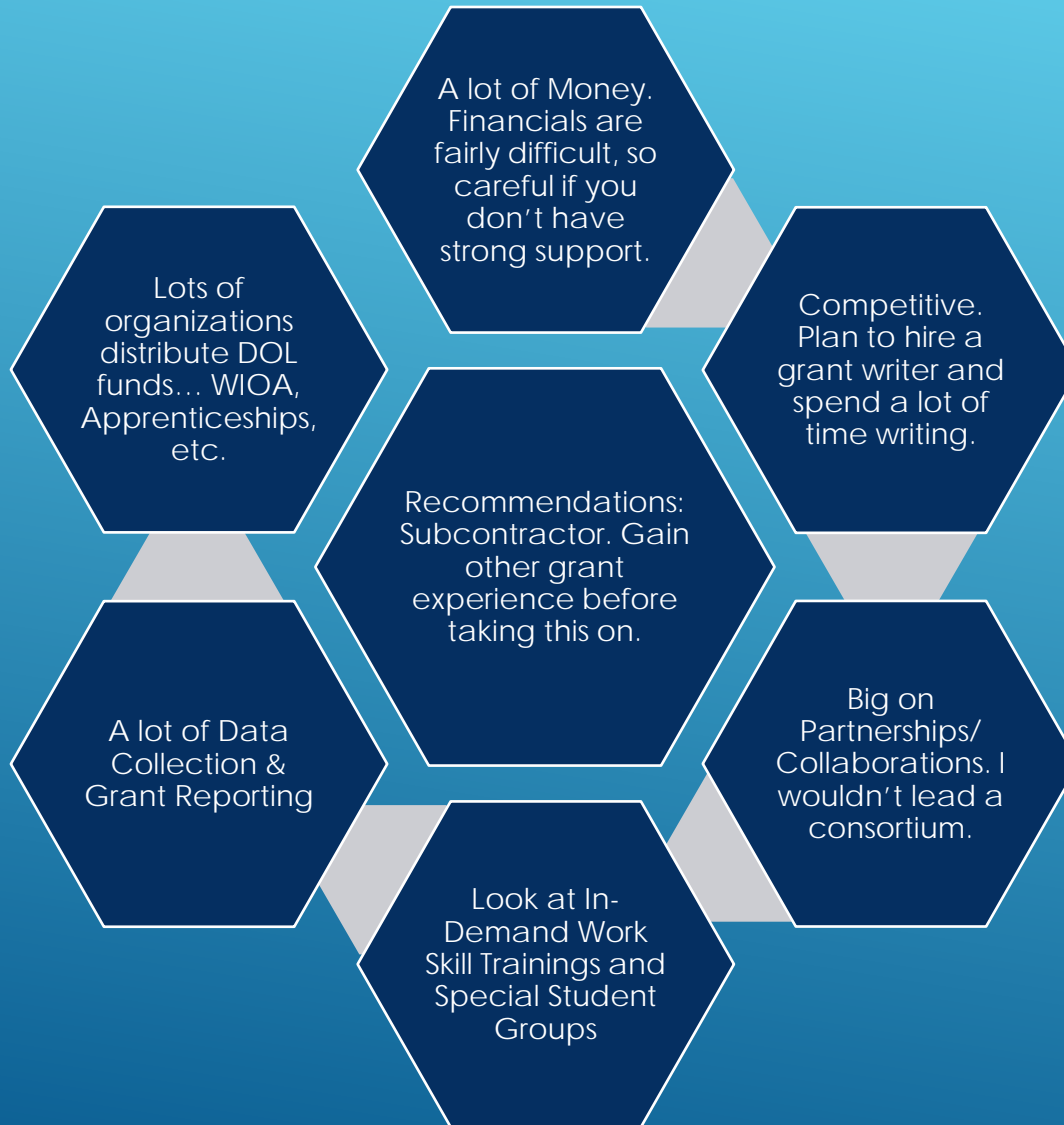 A lot of Money.
Financials are
fairly difficult, so
careful if you
don't have
strong support.
Competitive.
Plan to hire a
grant writer and
spend a lot of
time writing.
Big on
Partnerships/
Collaborations. I
wouldn't lead a
consortium.
Look at In-
Demand Work
Skill Trainings and
Special Student
Groups
A lot of Data
Collection &
Grant Reporting
Lots of
organizations
distribute DOL
funds… WIOA,
Apprenticeships,
etc.
Recommendations:
Subcontractor. Gain
other grant
experience before
taking this on.